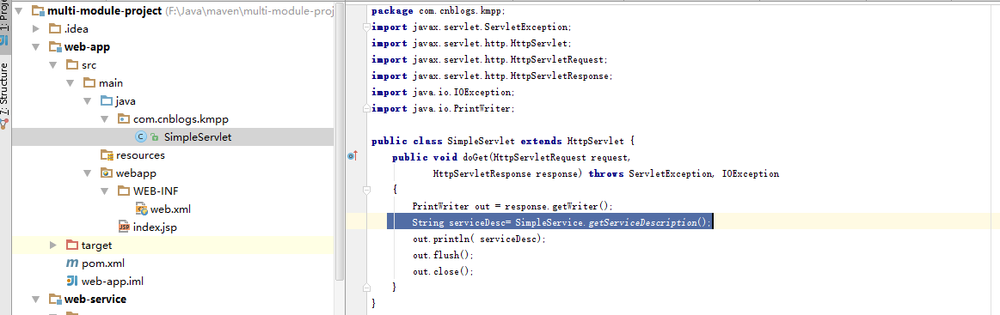 1: Proje
7: Structure
multi-module-project (F:\Java\maven\multi-module-proj
.idea
web-app
src
main
java
com.cnblogs.kmpp
SimpleServlet
resources
webapp
WEB-INF
web.xml
index.jsp
target
pom.xml
web-app.iml
web-service
package com.cnblogs.kmpp;
import javax.servlet.ServletException;
import javax.servlet.http.HttpServlet;
import javax.servlet.http.HttpServletRequest;
import javax.servlet.http.HttpServletResponse;
import java.io.IOException;
import java.io.PrintWriter;
public class SimpleServlet extends HttpServlet {
public void doGet(HttpServletRequest request,
HttpServletResponse response) throws ServletException, IOException
{
PrintWriter out = response.getWriter();
String serviceDesc= SimpleService.getServiceDescription();
out.println( serviceDesc);
out.flush();
out.close();
}
}